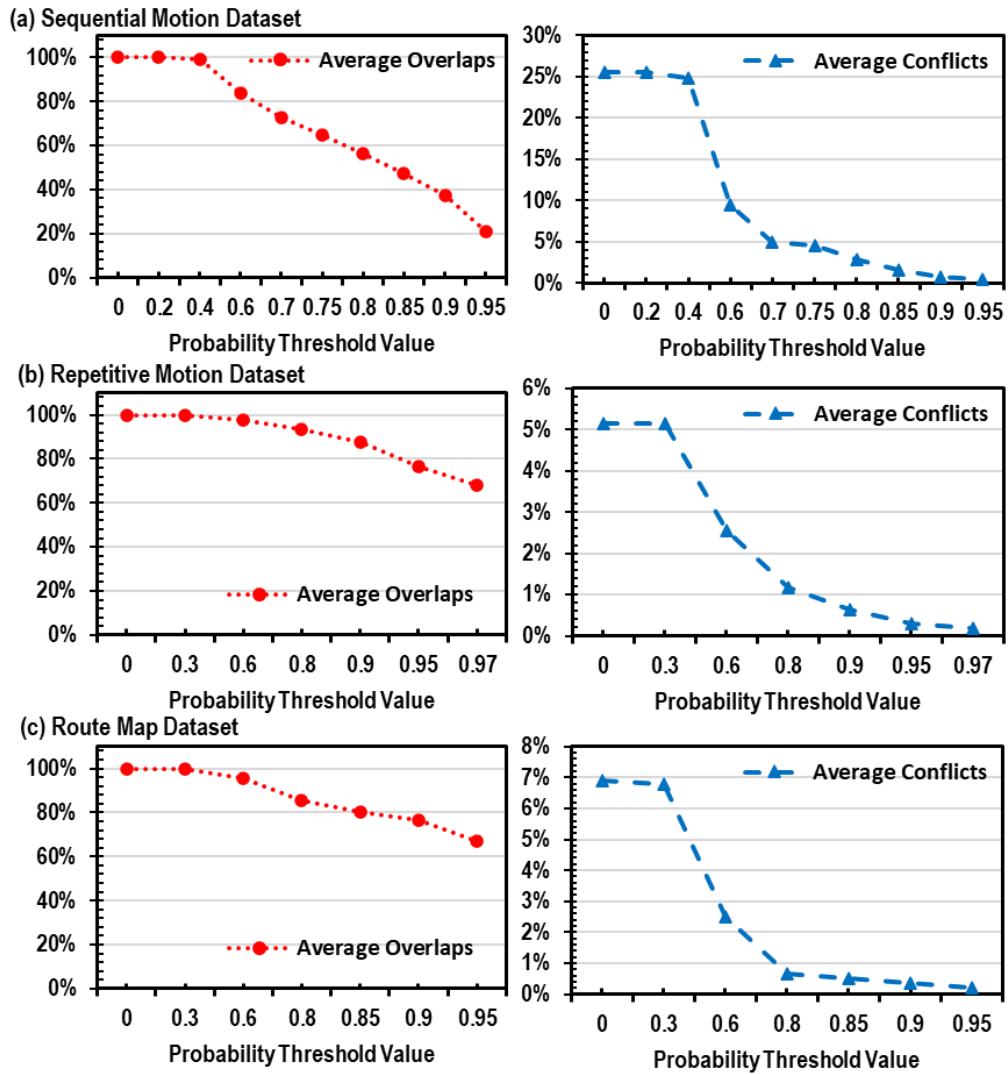 (a) Sequential Motion Dataset
100%
80%
60%
40%
20%
0%
Average Overlaps
0 0.2 0.4 0.6 0.7 0.75 0.8 0.85 0.9 0.95
Probability Threshold Value
30%
25%
20%
15%
10%
5%
0%
Average Conflicts
0 0.2 0.4 0.6 0.7 0.75 0.8 0.85 0.9 0.95
Probability Threshold Value
(b) Repetitive Motion Dataset
100%
80%
60%
40%
20%
0%
Average Overlaps
0 0.3 0.6 0.8 0.9 0.95 0.97
Probability Threshold Value
6%
5%
4%
3%
2%
1%
0%
Average Conflicts
0 0.3 0.6 0.8 0.9 0.95 0.97
Probability Threshold Value
(c) Route Map Dataset
100%
80%
60%
40%
20%
0%
Average Overlaps
0 0.3 0.6 0.8 0.85 0.9 0.95
Probability Threshold Value
8%
7%
6%
5%
4%
3%
2%
1%
0%
Average Conflicts
0 0.3 0.6 0.8 0.85 0.9 0.95
Probability Threshold Value